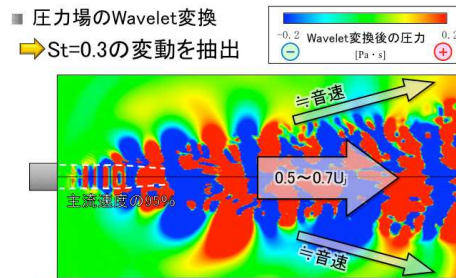 ■ 圧力場のWavelet変換
St=0.3の変動を抽出
-0.2 Wavelet変換後の圧力 0.2
[Pa・s]
≒音速
0.5～0.7Uj
主流速度の95%
≒音速